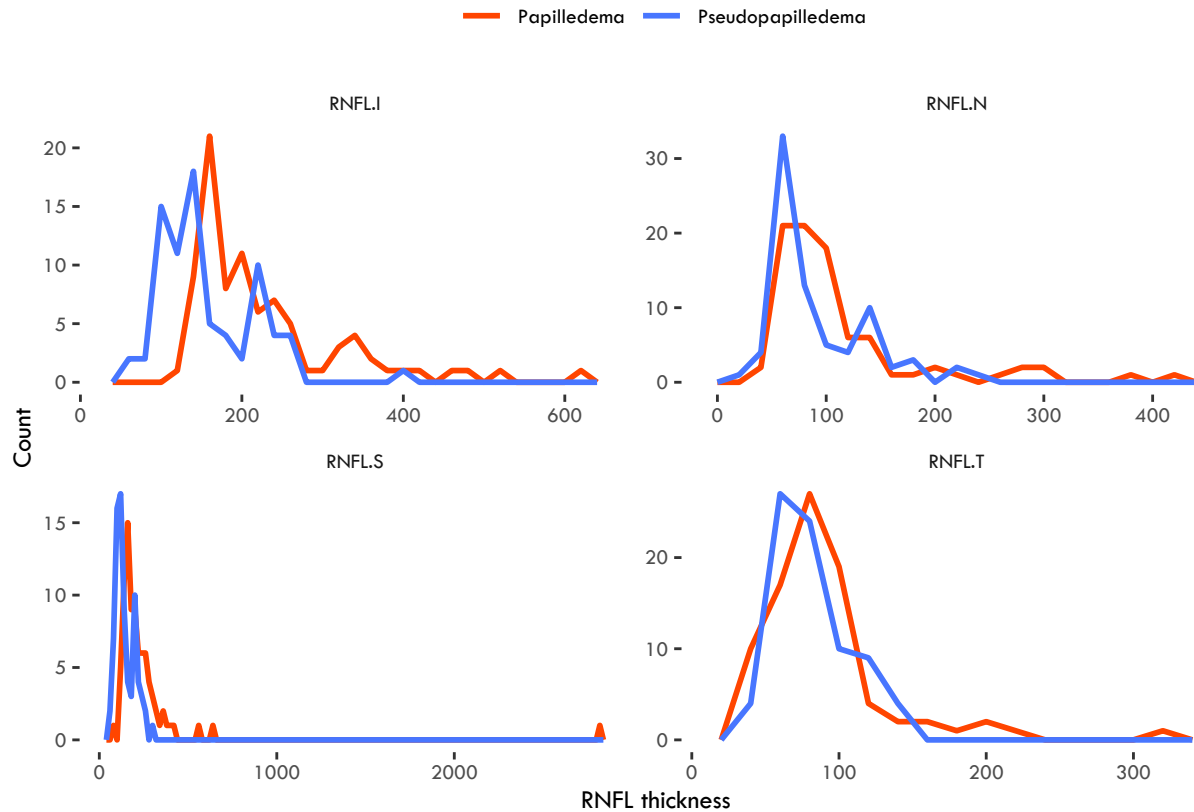 Papilledema Pseudopapilledema
RNFL.I
20
15
10
5
0
0 200 400 600
RNFL.N
30
20
10
0
0 100 200 300 400
Count
RNFL.S
15
10
5
0
0 1000 2000
RNFL.T
20
10
0
0 100 200 300
RNFL thickness